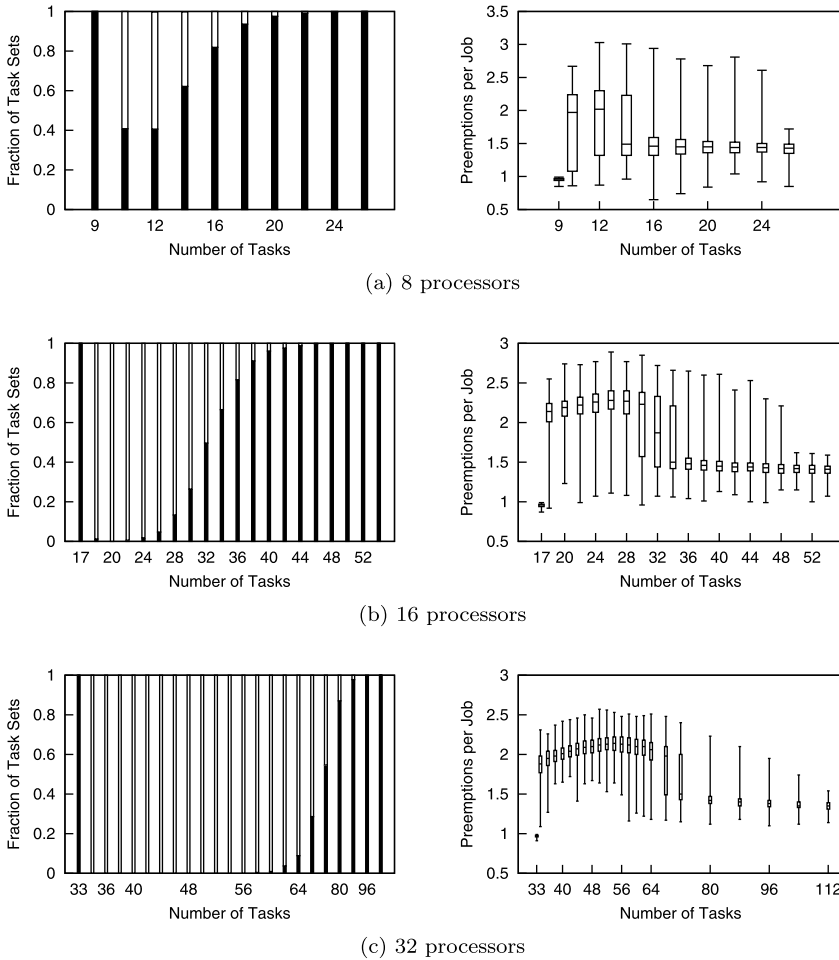 Fraction of Task Sets
1
0.8
0.6
0.4
0.2
0
9 12 16 20 24
Number of Tasks
Preemptions per Job
3.5
3
2.5
2
1.5
1
0.5
9 12 16 20 24
Number of Tasks
(a) 8 processors
Fraction of Task Sets
1
0.8
0.6
0.4
0.2
0
17 20 24 28 32 36 40 44 48 52
Number of Tasks
Preemptions per Job
3
2.5
2
1.5
1
0.5
17 20 24 28 32 36 40 44 48 52
Number of Tasks
(b) 16 processors
Fraction of Task Sets
1
0.8
0.6
0.4
0.2
0
33 36 40 48 56 64 80 96
Number of Tasks
Preemptions per Job
3
2.5
2
1.5
1
0.5
33 40 48 56 64 80 96 112
Number of Tasks
(c) 32 processors